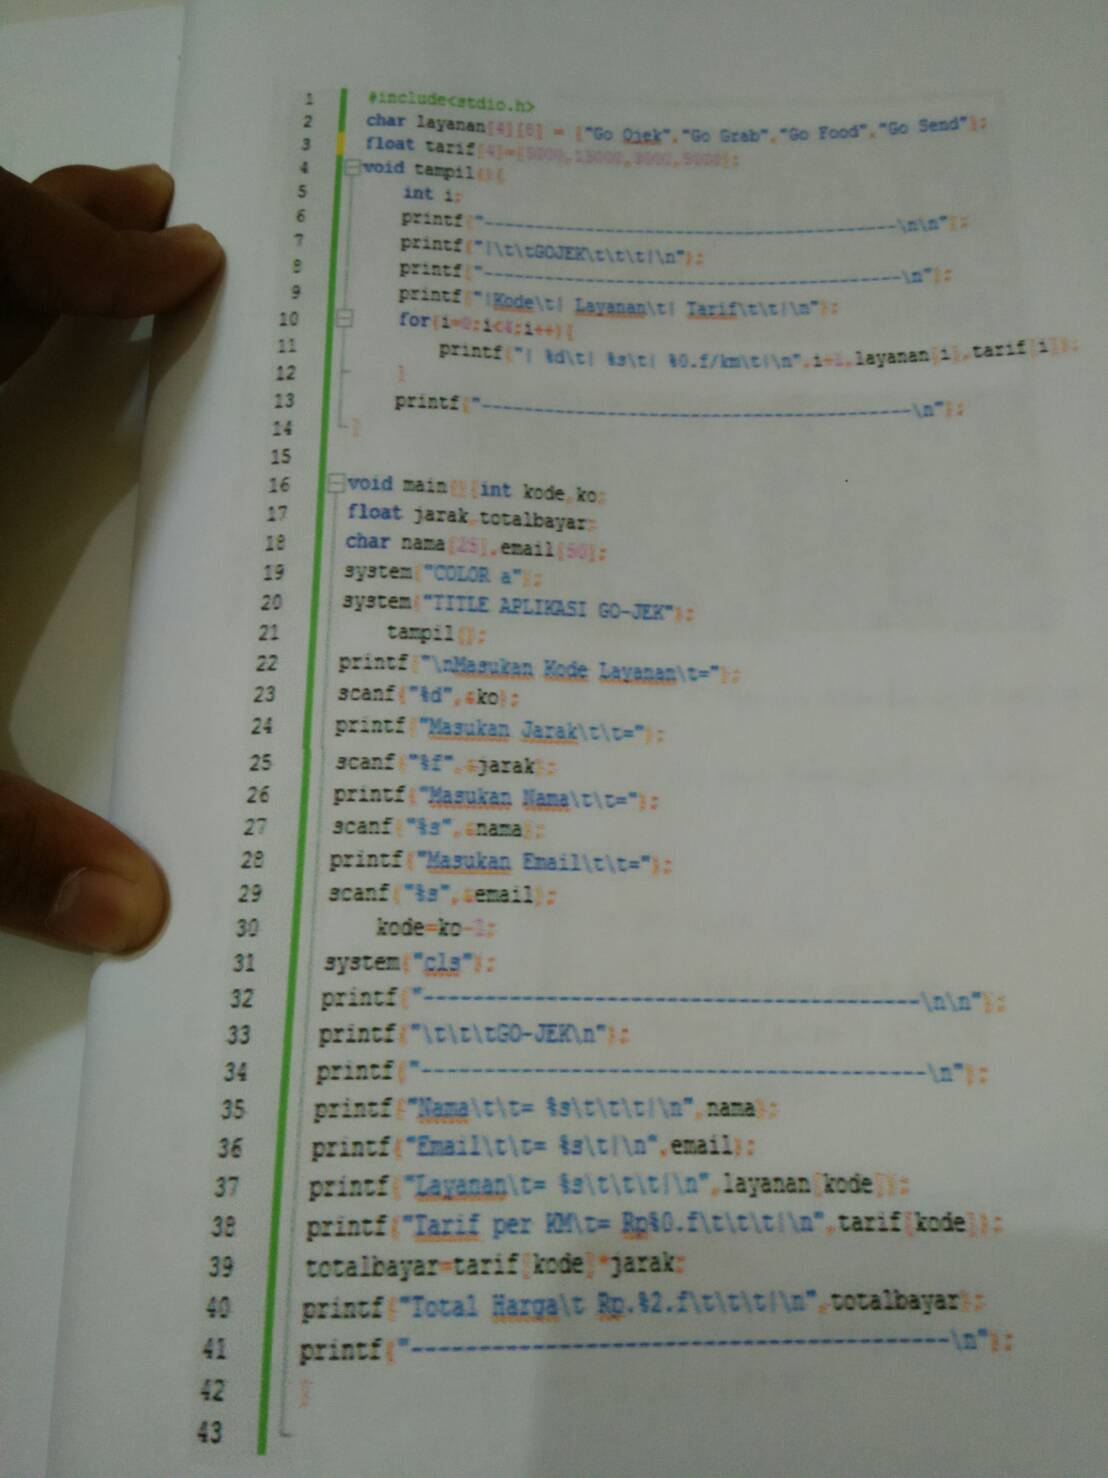 1 #include<stdio.h>
2 char layanan[4][8] = {"Go Ojek","Go Grab","Go Food","Go Send"};
3 float tarif[4]={
4 void tampil(){
5 int i;
6 printf("-----------------------------------------\n\n");
7 printf("|\t\tGOJEK\t\t\t|\n");
8 printf("-----------------------------------------\n");
9 printf("|Kode\t| Layanan\t| Tarif\t\t|\n");
10 for(i=0;i<4;i++){
11 printf("| %d\t| %s\t| %0.f/km\t|\n",i+1,layanan[i],tarif[i]);
12 }
13 printf("-----------------------------------------\n");
14 }
15
16 void main(){int kode,ko;
17 float jarak,totalbayar;
18 char nama[25],email[50];
19 system("COLOR a");
20 system("TITLE APLIKASI GO-JEK");
21 tampil();
22 printf("\nMasukan Kode Layanan\t=");
23 scanf("%d",&ko);
24 printf("Masukan Jarak\t\t=");
25 scanf("%f",&jarak);
26 printf("Masukan Nama\t\t=");
27 scanf("%s",&nama);
28 printf("Masukan Email\t\t=");
29 scanf("%s",&email);
30 kode=ko-1;
31 system("cls");
32 printf("-----------------------------------------\n\n");
33 printf("\t\t\tGO-JEK\n");
34 printf("-----------------------------------------\n");
35 printf("Nama\t\t= %s\t\t\t|\n",nama);
36 printf("Email\t\t= %s\t|\n",email);
37 printf("Layanan\t= %s\t\t\t|\n",layanan[kode]);
38 printf("Tarif per KM\t= Rp%0.f\t\t\t|\n",tarif[kode]);
39 totalbayar=tarif[kode]*jarak;
40 printf("Total Harga\t Rp.%2.f\t\t\t|\n",totalbayar);
41 printf("-----------------------------------------\n");
42 }
43